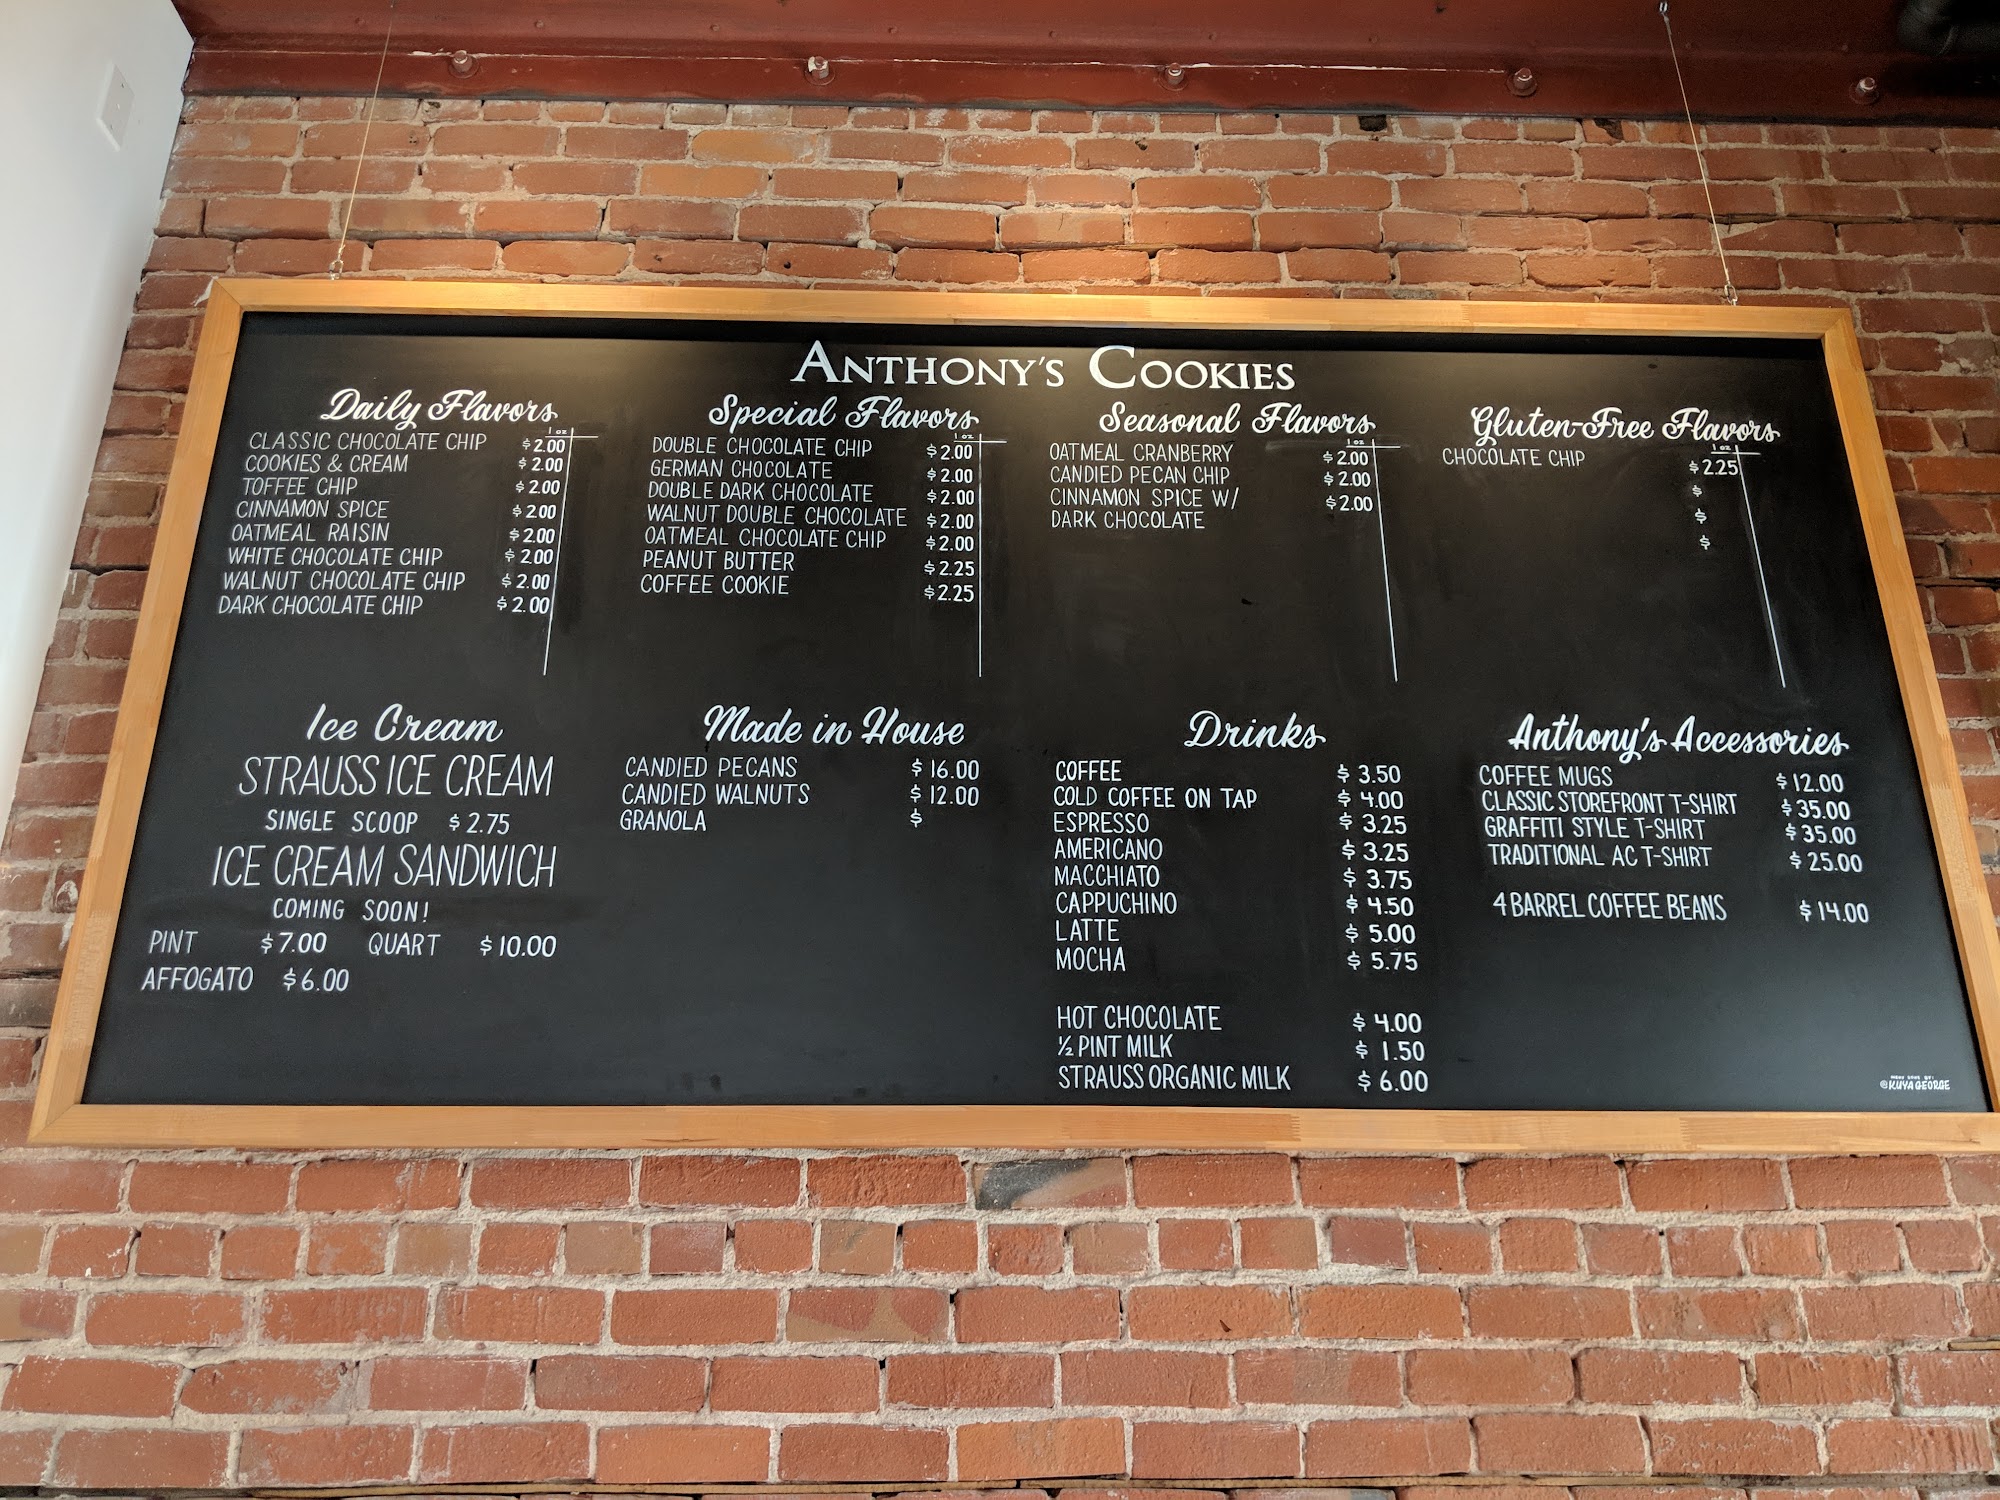 ANTHONY'S COOKIES
Daily Flavors
1 oz
CLASSIC CHOCOLATE CHIP $2.00
COOKIES & CREAM $2.00
TOFFEE CHIP $2.00
CINNAMON SPICE $2.00
OATMEAL RAISIN $2.00
WHITE CHOCOLATE CHIP $2.00
WALNUT CHOCOLATE CHIP $2.00
DARK CHOCOLATE CHIP $2.00
Special Flavors
1 oz
DOUBLE CHOCOLATE CHIP $2.00
GERMAN CHOCOLATE $2.00
DOUBLE DARK CHOCOLATE $2.00
WALNUT DOUBLE CHOCOLATE $2.00
OATMEAL CHOCOLATE CHIP $2.00
PEANUT BUTTER $2.25
COFFEE COOKIE $2.25
Seasonal Flavors
1 oz
OATMEAL CRANBERRY $2.00
CANDIED PECAN CHIP $2.00
CINNAMON SPICE W/ $2.00
DARK CHOCOLATE
Gluten-Free Flavors
1 oz
CHOCOLATE CHIP $2.25
$
$
$
Ice Cream
STRAUSS ICE CREAM
SINGLE SCOOP $2.75
ICE CREAM SANDWICH
COMING SOON!
PINT $7.00 QUART $10.00
AFFOGATO $6.00
Made in House
CANDIED PECANS $16.00
CANDIED WALNUTS $12.00
GRANOLA $
Drinks
COFFEE $3.50
COLD COFFEE ON TAP $4.00
ESPRESSO $3.25
AMERICANO $3.25
MACCHIATO $3.75
CAPPUCHINO $4.50
LATTE $5.00
MOCHA $5.75
HOT CHOCOLATE $4.00
½ PINT MILK $1.50
STRAUSS ORGANIC MILK $6.00
Anthony's Accessories
COFFEE MUGS $12.00
CLASSIC STOREFRONT T-SHIRT $35.00
GRAFFITI STYLE T-SHIRT $35.00
TRADITIONAL AC T-SHIRT $25.00
4 BARREL COFFEE BEANS $14.00
@KUYAGEORGE